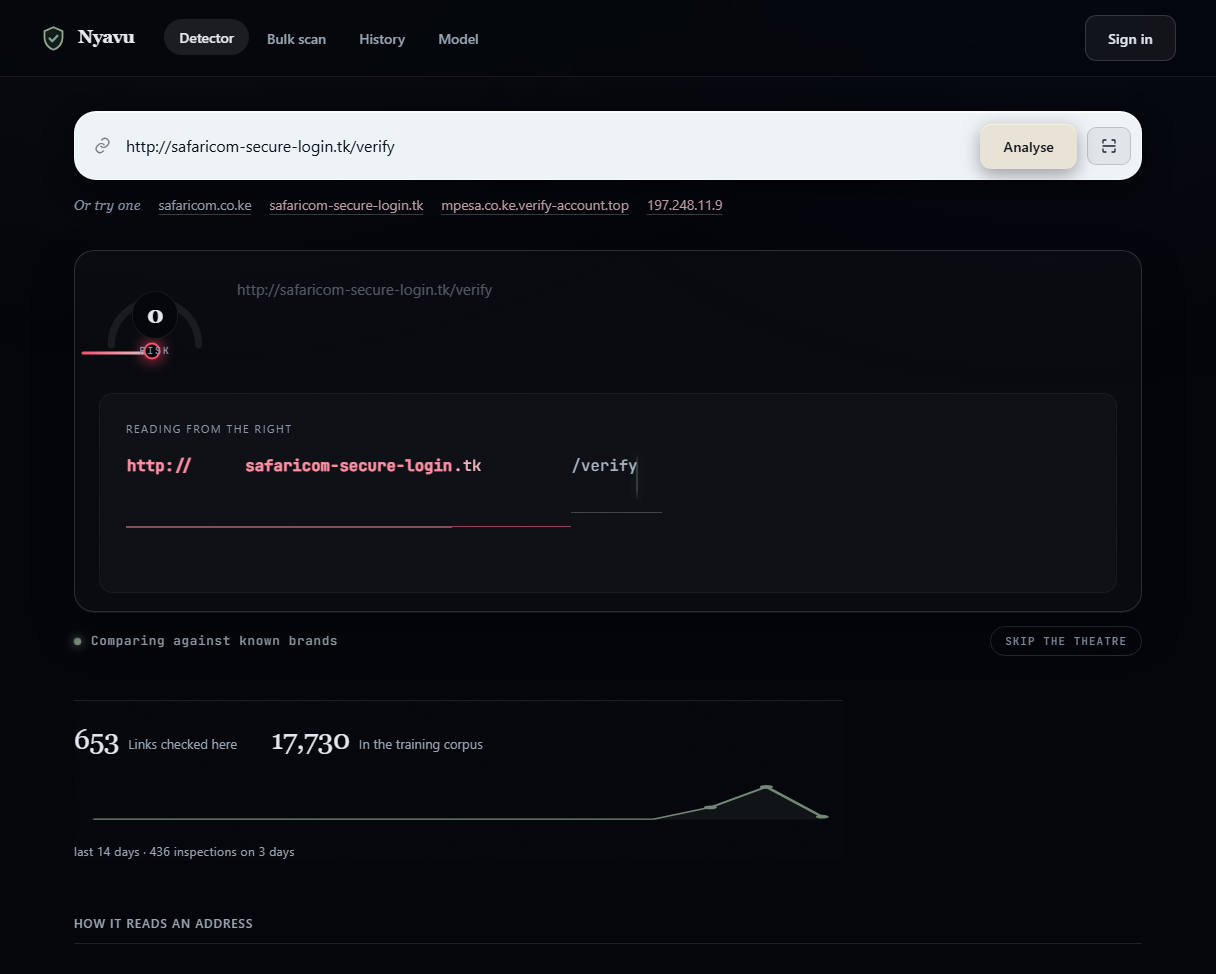 Nyavu Detector Bulk scan History Model Sign in
http://safaricom-secure-login.tk/verify Analyse
Or try one safaricom.co.ke safaricom-secure-login.tk mpesa.co.ke.verify-account.top 197.248.11.9
http://safaricom-secure-login.tk/verify
0
RISK
READING FROM THE RIGHT
http:// safaricom-secure-login.tk /verify
Comparing against known brands SKIP THE THEATRE
653 Links checked here 17,730 In the training corpus
last 14 days · 436 inspections on 3 days
HOW IT READS AN ADDRESS